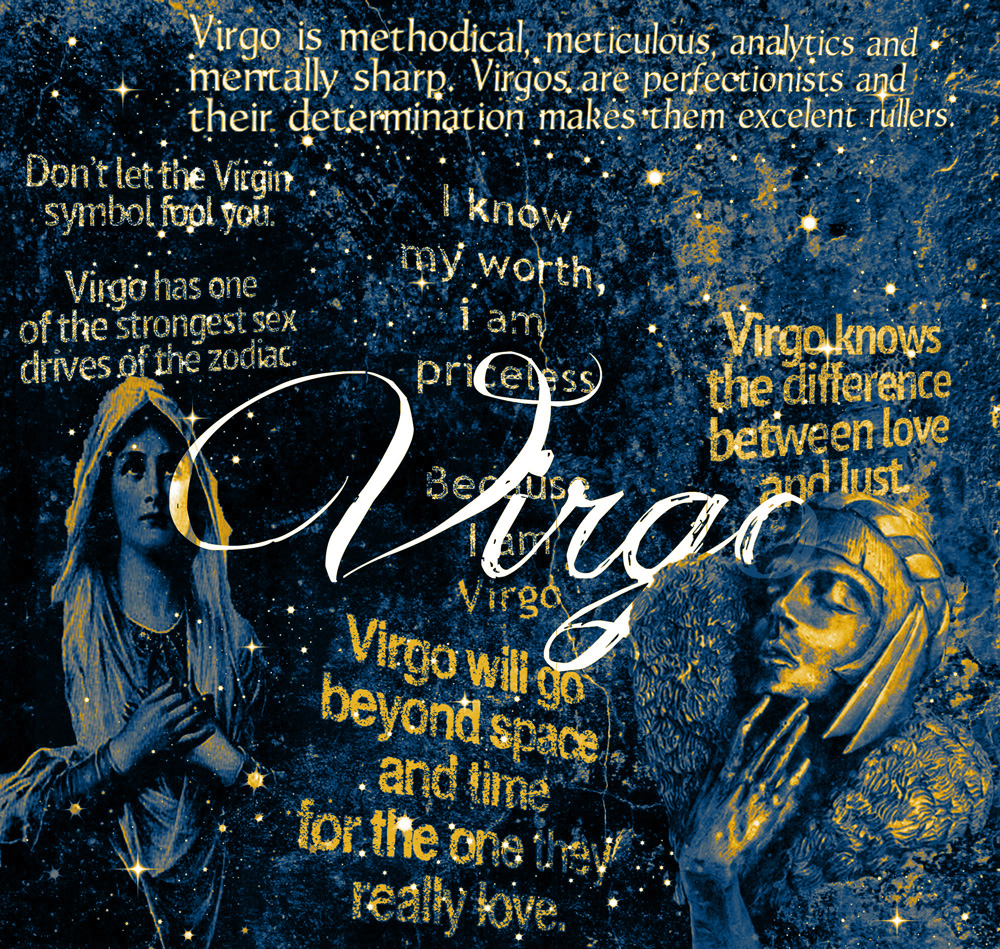 Virgo is methodical, meticulous, analytics and
mentally sharp. Virgos are perfectionists and
their determination makes them excelent rullers.
Don't let the Virgin
symbol fool you.
Virgo has one
of the strongest sex
drives of the zodiac.
I know
my worth,
i am
priceless
Because
I am
Virgo
Virgo knows
the difference
between love
and lust.
Virgo
Virgo will go
beyond space
and time
for the one they
really love.